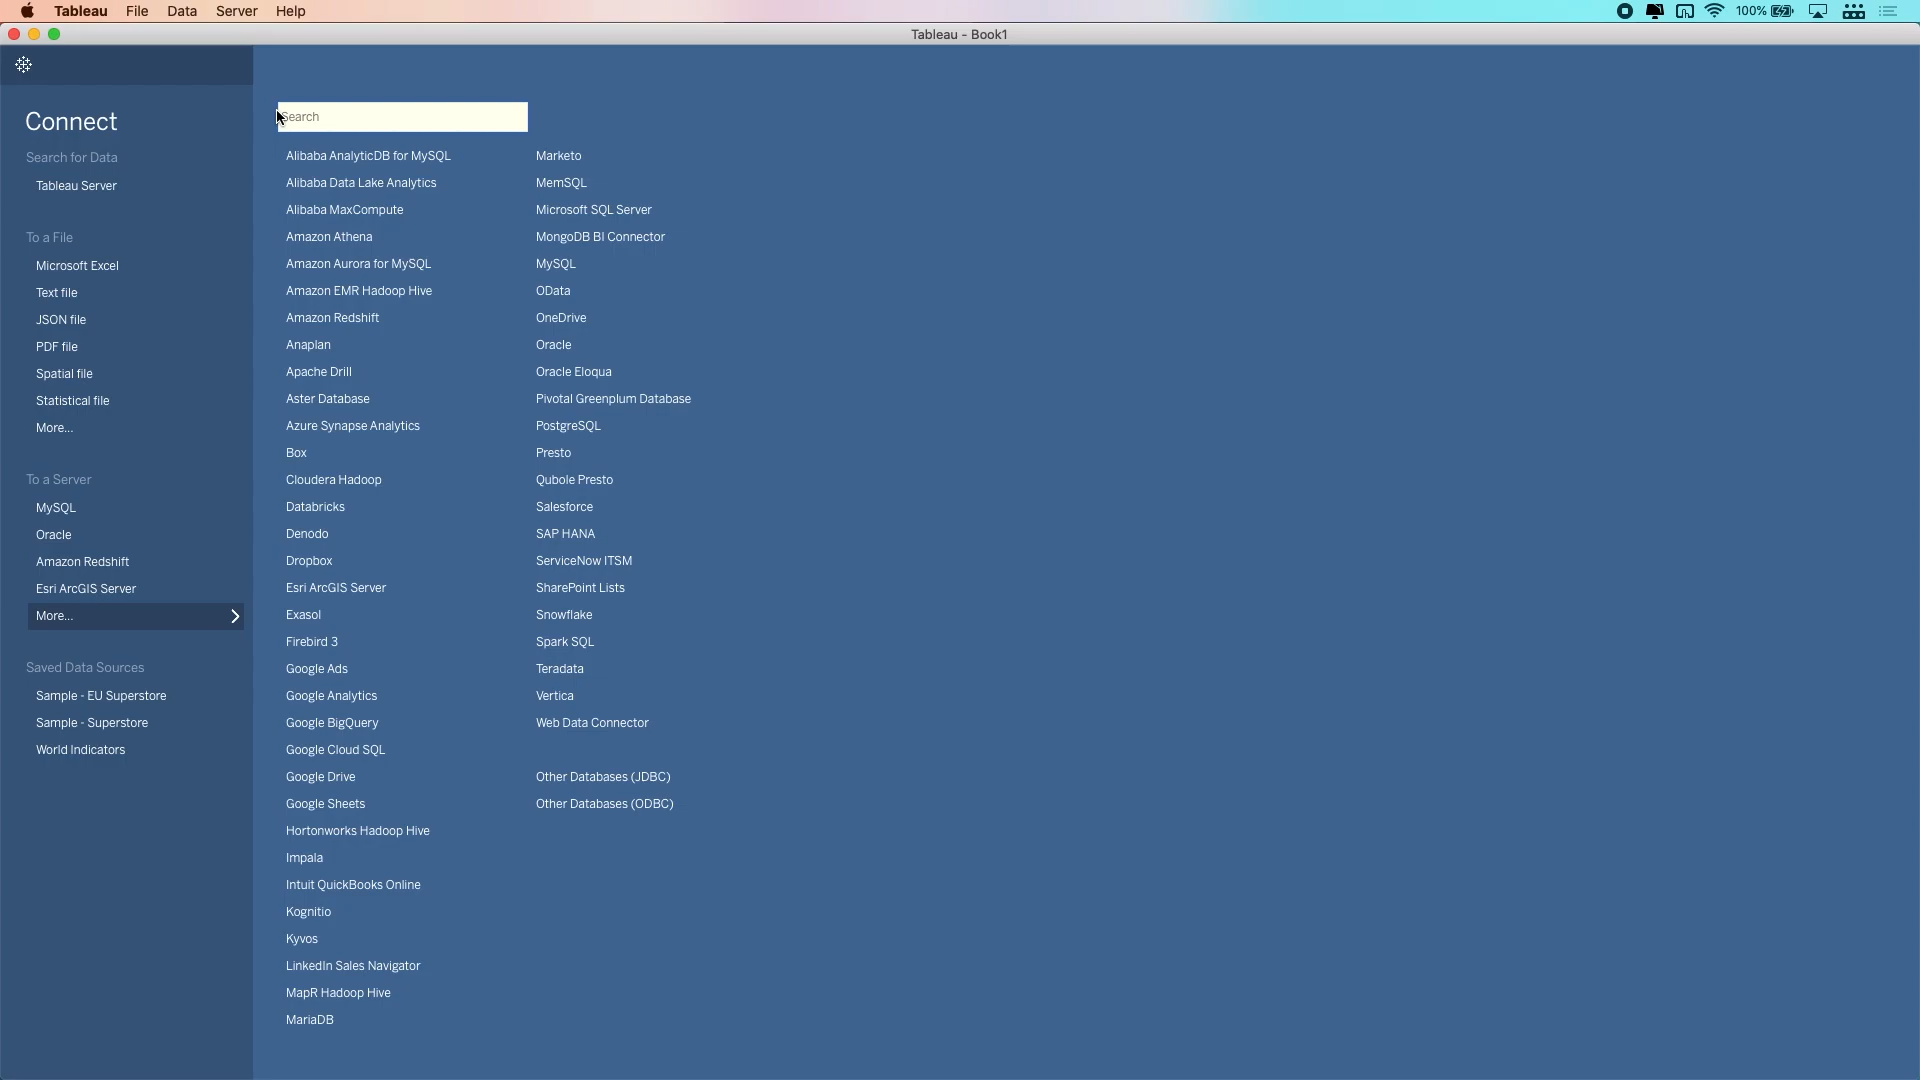 Tableau File Data Server Help
100%
Tableau - Book1
Connect
Search for Data
Tableau Server
To a File
Microsoft Excel
Text file
JSON file
PDF file
Spatial file
Statistical file
More...
To a Server
MySQL
Oracle
Amazon Redshift
Esri ArcGIS Server
More...
Saved Data Sources
Sample - EU Superstore
Sample - Superstore
World Indicators
Search
Alibaba AnalyticDB for MySQL
Alibaba Data Lake Analytics
Alibaba MaxCompute
Amazon Athena
Amazon Aurora for MySQL
Amazon EMR Hadoop Hive
Amazon Redshift
Anaplan
Apache Drill
Aster Database
Azure Synapse Analytics
Box
Cloudera Hadoop
Databricks
Denodo
Dropbox
Esri ArcGIS Server
Exasol
Firebird 3
Google Ads
Google Analytics
Google BigQuery
Google Cloud SQL
Google Drive
Google Sheets
Hortonworks Hadoop Hive
Impala
Intuit QuickBooks Online
Kognitio
Kyvos
LinkedIn Sales Navigator
MapR Hadoop Hive
MariaDB
Marketo
MemSQL
Microsoft SQL Server
MongoDB BI Connector
MySQL
OData
OneDrive
Oracle
Oracle Eloqua
Pivotal Greenplum Database
PostgreSQL
Presto
Qubole Presto
Salesforce
SAP HANA
ServiceNow ITSM
SharePoint Lists
Snowflake
Spark SQL
Teradata
Vertica
Web Data Connector
Other Databases (JDBC)
Other Databases (ODBC)